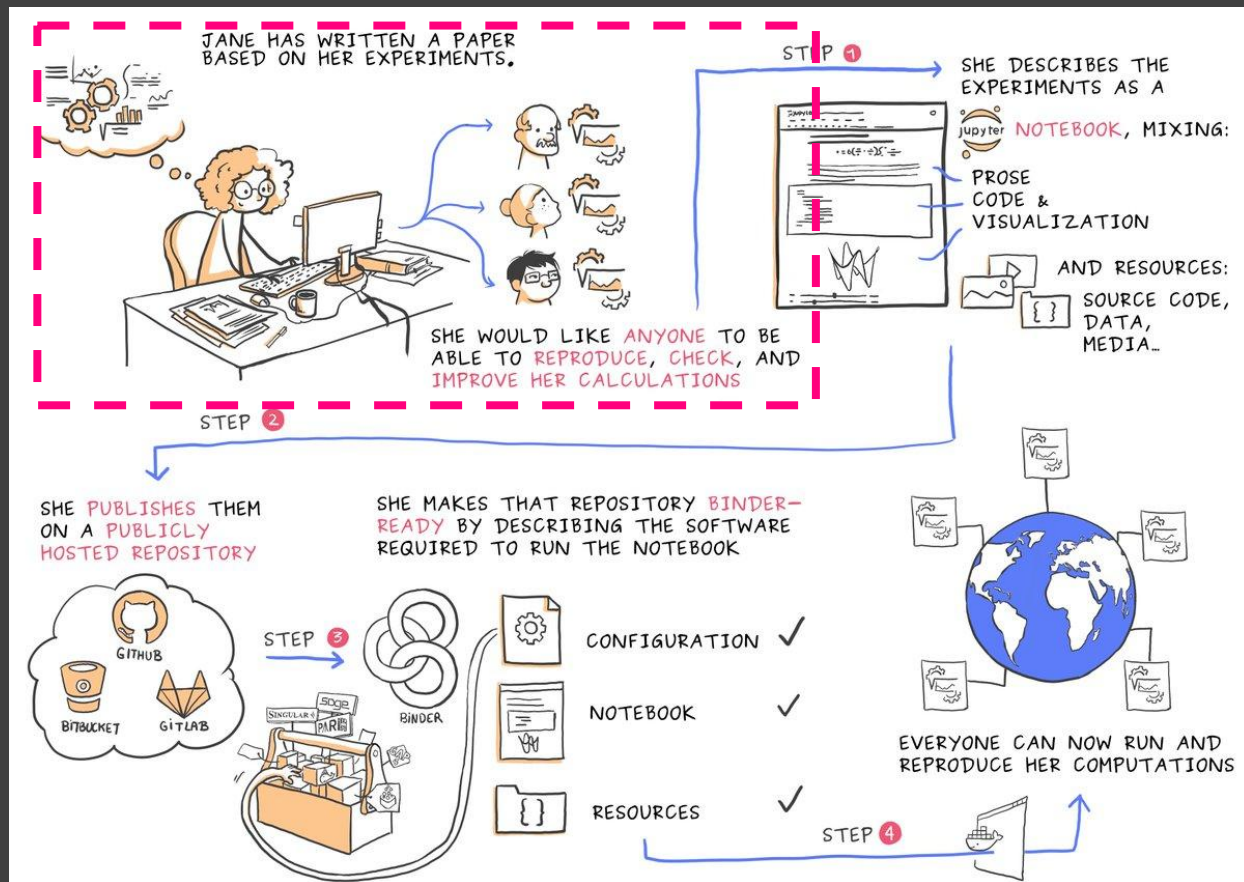 JANE HAS WRITTEN A PAPER
BASED ON HER EXPERIMENTS.
SHE WOULD LIKE ANYONE TO BE
ABLE TO REPRODUCE, CHECK, AND
IMPROVE HER CALCULATIONS
STEP 1
SHE DESCRIBES THE
EXPERIMENTS AS A
jupyter NOTEBOOK, MIXING:
PROSE
CODE &
VISUALIZATION
AND RESOURCES:
SOURCE CODE,
DATA,
MEDIA…
STEP 2
SHE PUBLISHES THEM
ON A PUBLICLY
HOSTED REPOSITORY
GITHUB
BITBUCKET
GITLAB
STEP 3
BINDER
SHE MAKES THAT REPOSITORY BINDER-
READY BY DESCRIBING THE SOFTWARE
REQUIRED TO RUN THE NOTEBOOK
SINGULAR
sage
PARI
CONFIGURATION ✓
NOTEBOOK ✓
RESOURCES ✓
STEP 4
EVERYONE CAN NOW RUN AND
REPRODUCE HER COMPUTATIONS